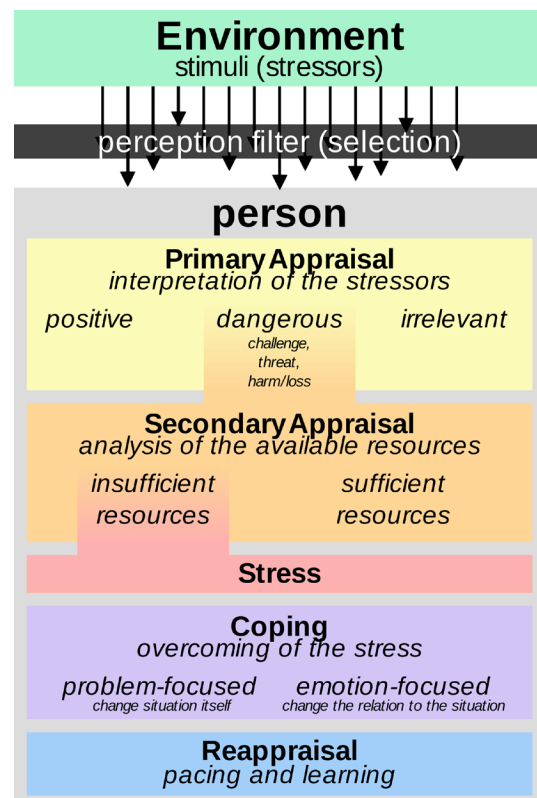 Environment
stimuli (stressors)
perception filter (selection)
person
Primary Appraisal
interpretation of the stressors
positive dangerous irrelevant
challenge,
threat,
harm/loss
Secondary Appraisal
analysis of the available resources
insufficient sufficient
resources resources
Stress
Coping
overcoming of the stress
problem-focused emotion-focused
change situation itself change the relation to the situation
Reappraisal
pacing and learning